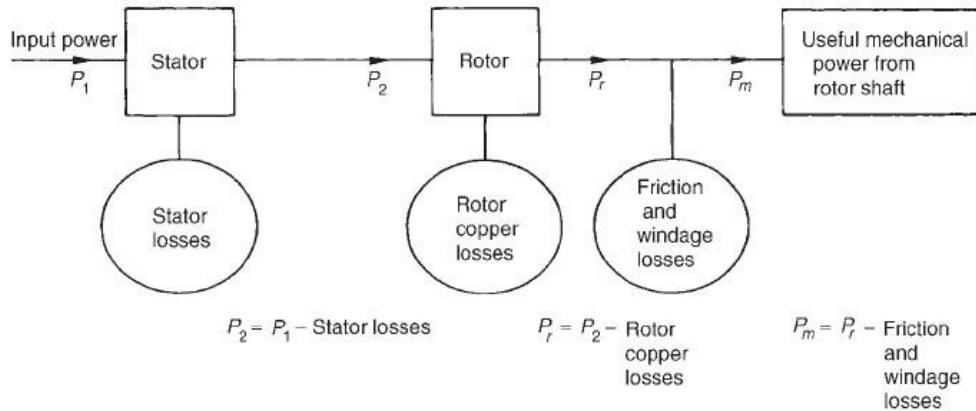 Input power
P1
Stator
P2
Rotor
Pr
Pm
Useful mechanical
power from
rotor shaft
Stator
losses
Rotor
copper
losses
Friction
and
windage
losses
P2 = P1 – Stator losses
Pr = P2 – Rotor
copper
losses
Pm = Pr – Friction
and
windage
losses